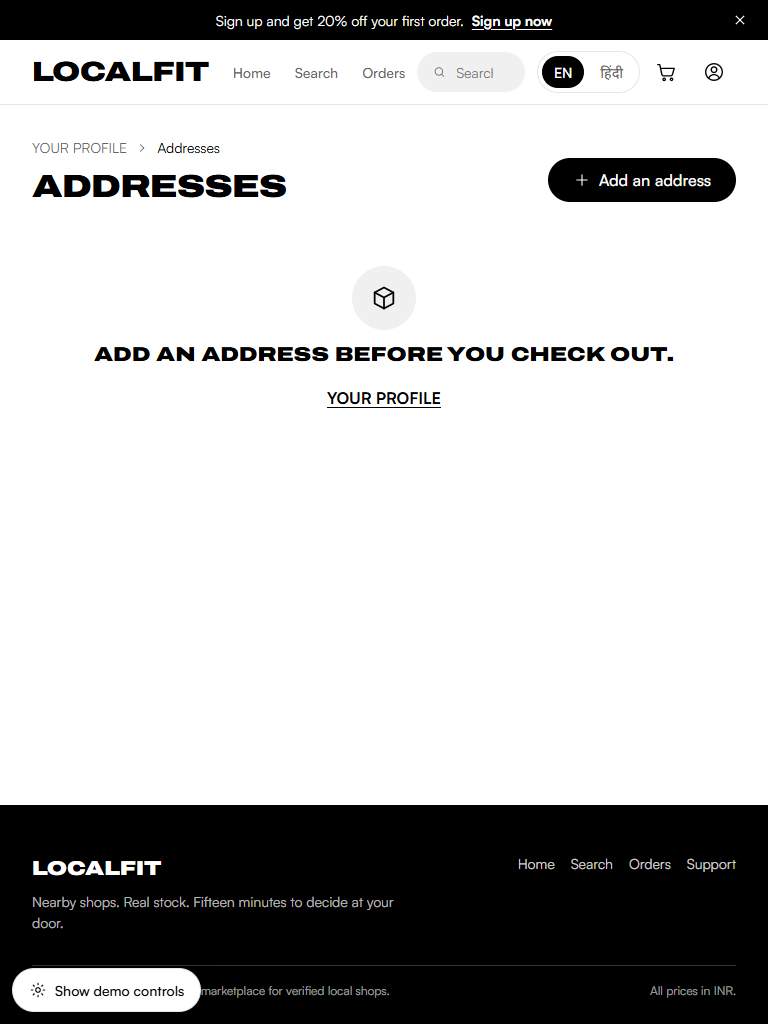 Sign up and get 20% off your first order. Sign up now
LOCALFIT Home Search Orders EN हिंदी
YOUR PROFILE > Addresses
ADDRESSES
+ Add an address
ADD AN ADDRESS BEFORE YOU CHECK OUT.
YOUR PROFILE
LOCALFIT
Home Search Orders Support
Nearby shops. Real stock. Fifteen minutes to decide at your
door.
Show demo controls
marketplace for verified local shops.
All prices in INR.